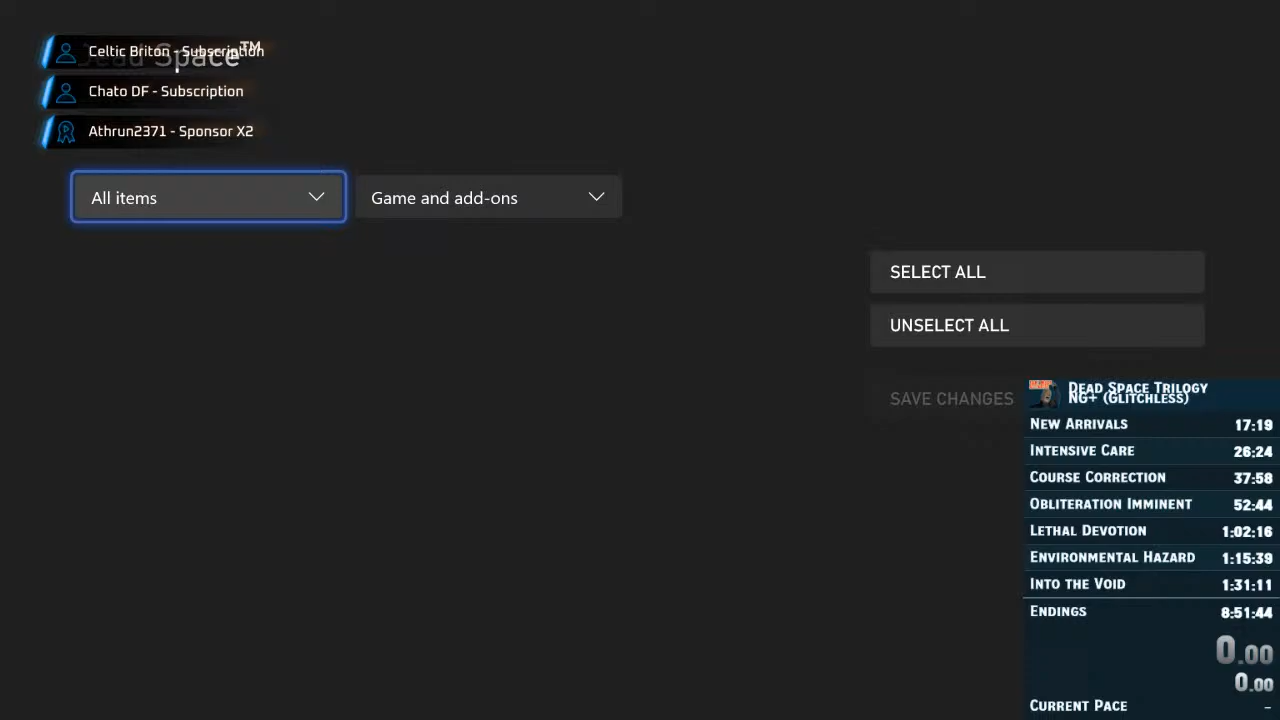 Celtic Briton - Subscription
Dead Space™
Chato DF - Subscription
Athrun2371 - Sponsor X2
All items
Game and add-ons
SELECT ALL
UNSELECT ALL
SAVE CHANGES
DEAD SPACE TRILOGY
NG+ (GLITCHLESS)
NEW ARRIVALS 17:19
INTENSIVE CARE 26:24
COURSE CORRECTION 37:58
OBLITERATION IMMINENT 52:44
LETHAL DEVOTION 1:02:16
ENVIRONMENTAL HAZARD 1:15:39
INTO THE VOID 1:31:11
ENDINGS 8:51:44
0.00
0.00
CURRENT PACE –